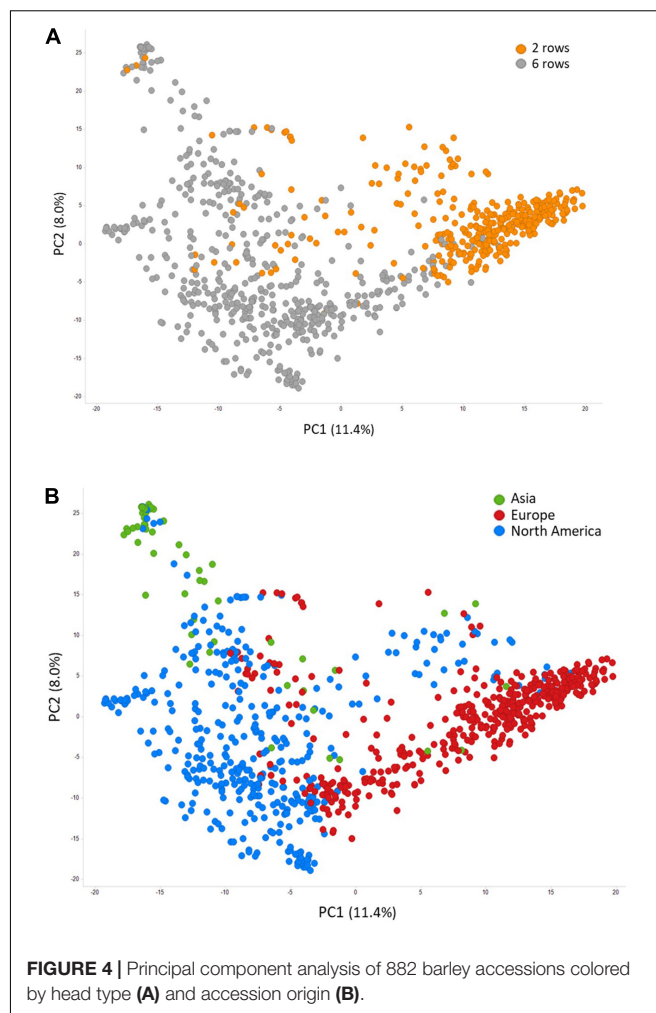 A
2 rows
6 rows
25
20
15
10
5
0
-5
-10
-15
-20
PC2 (8.0%)
-20 -15 -10 -5 0 5 10 15 20
PC1 (11.4%)
B
Asia
Europe
North America
25
20
15
10
5
0
-5
-10
-15
-20
PC2 (8.0%)
-20 -15 -10 -5 0 5 10 15 20
PC1 (11.4%)
FIGURE 4 | Principal component analysis of 882 barley accessions colored
by head type (A) and accession origin (B).